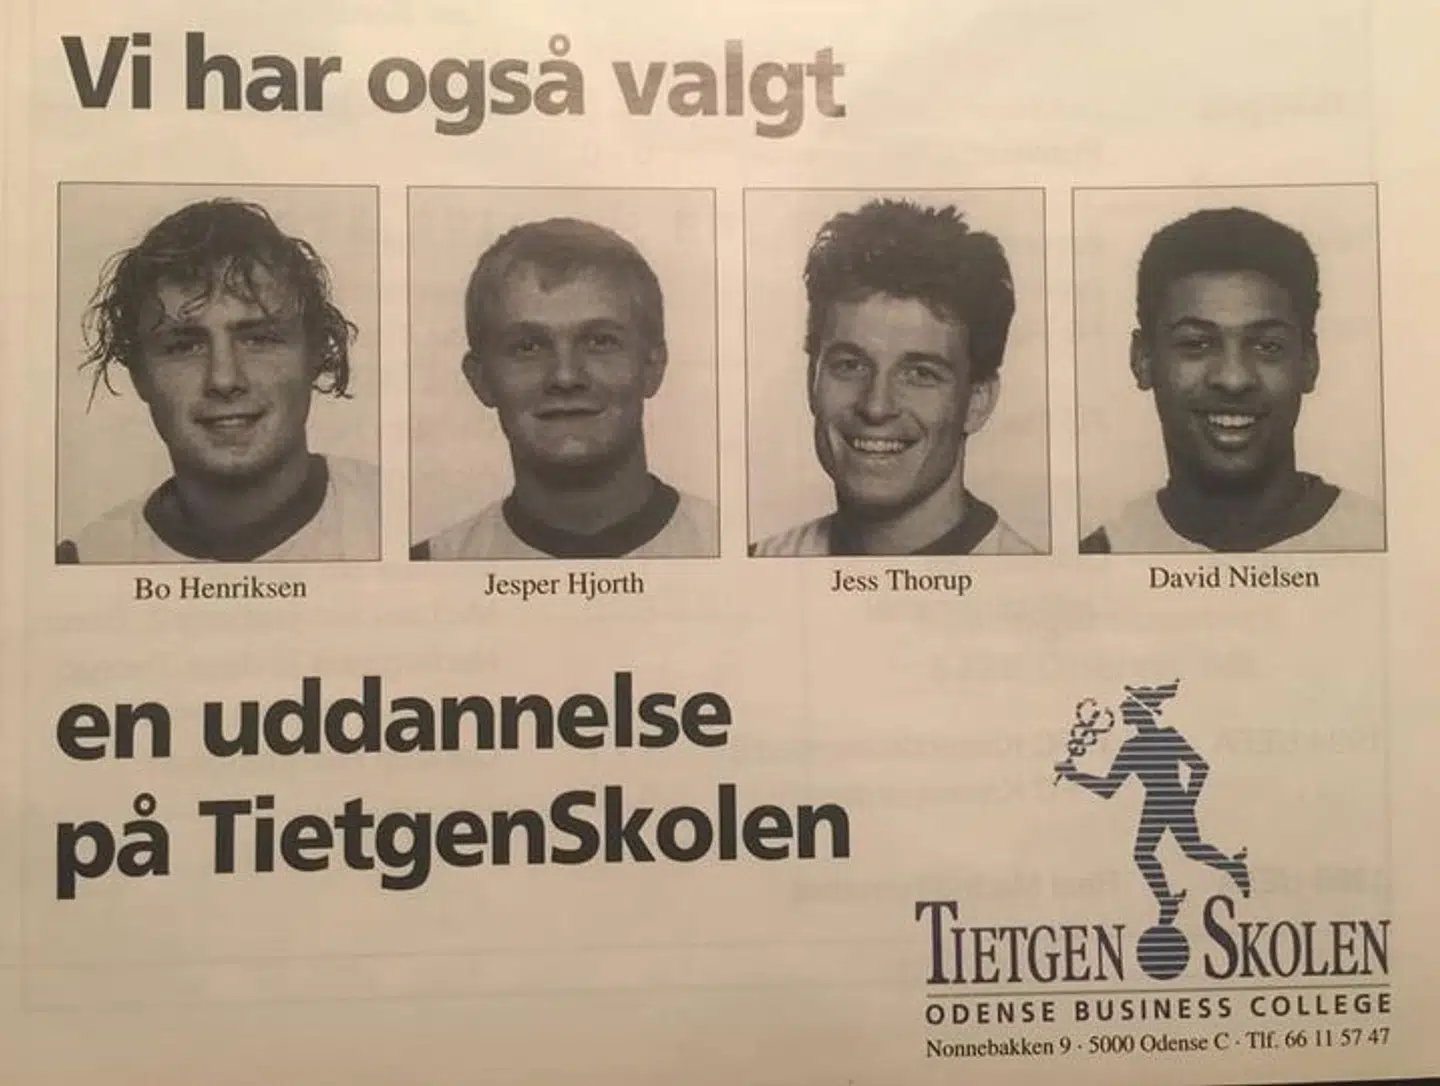 Vi har også valgt
Bo Henriksen
Jesper Hjorth
Jess Thorup
David Nielsen
en uddannelse
på TietgenSkolen
TIETGEN SKOLEN
ODENSE BUSINESS COLLEGE
Nonnebakken 9 · 5000 Odense C · Tlf. 66 11 57 47